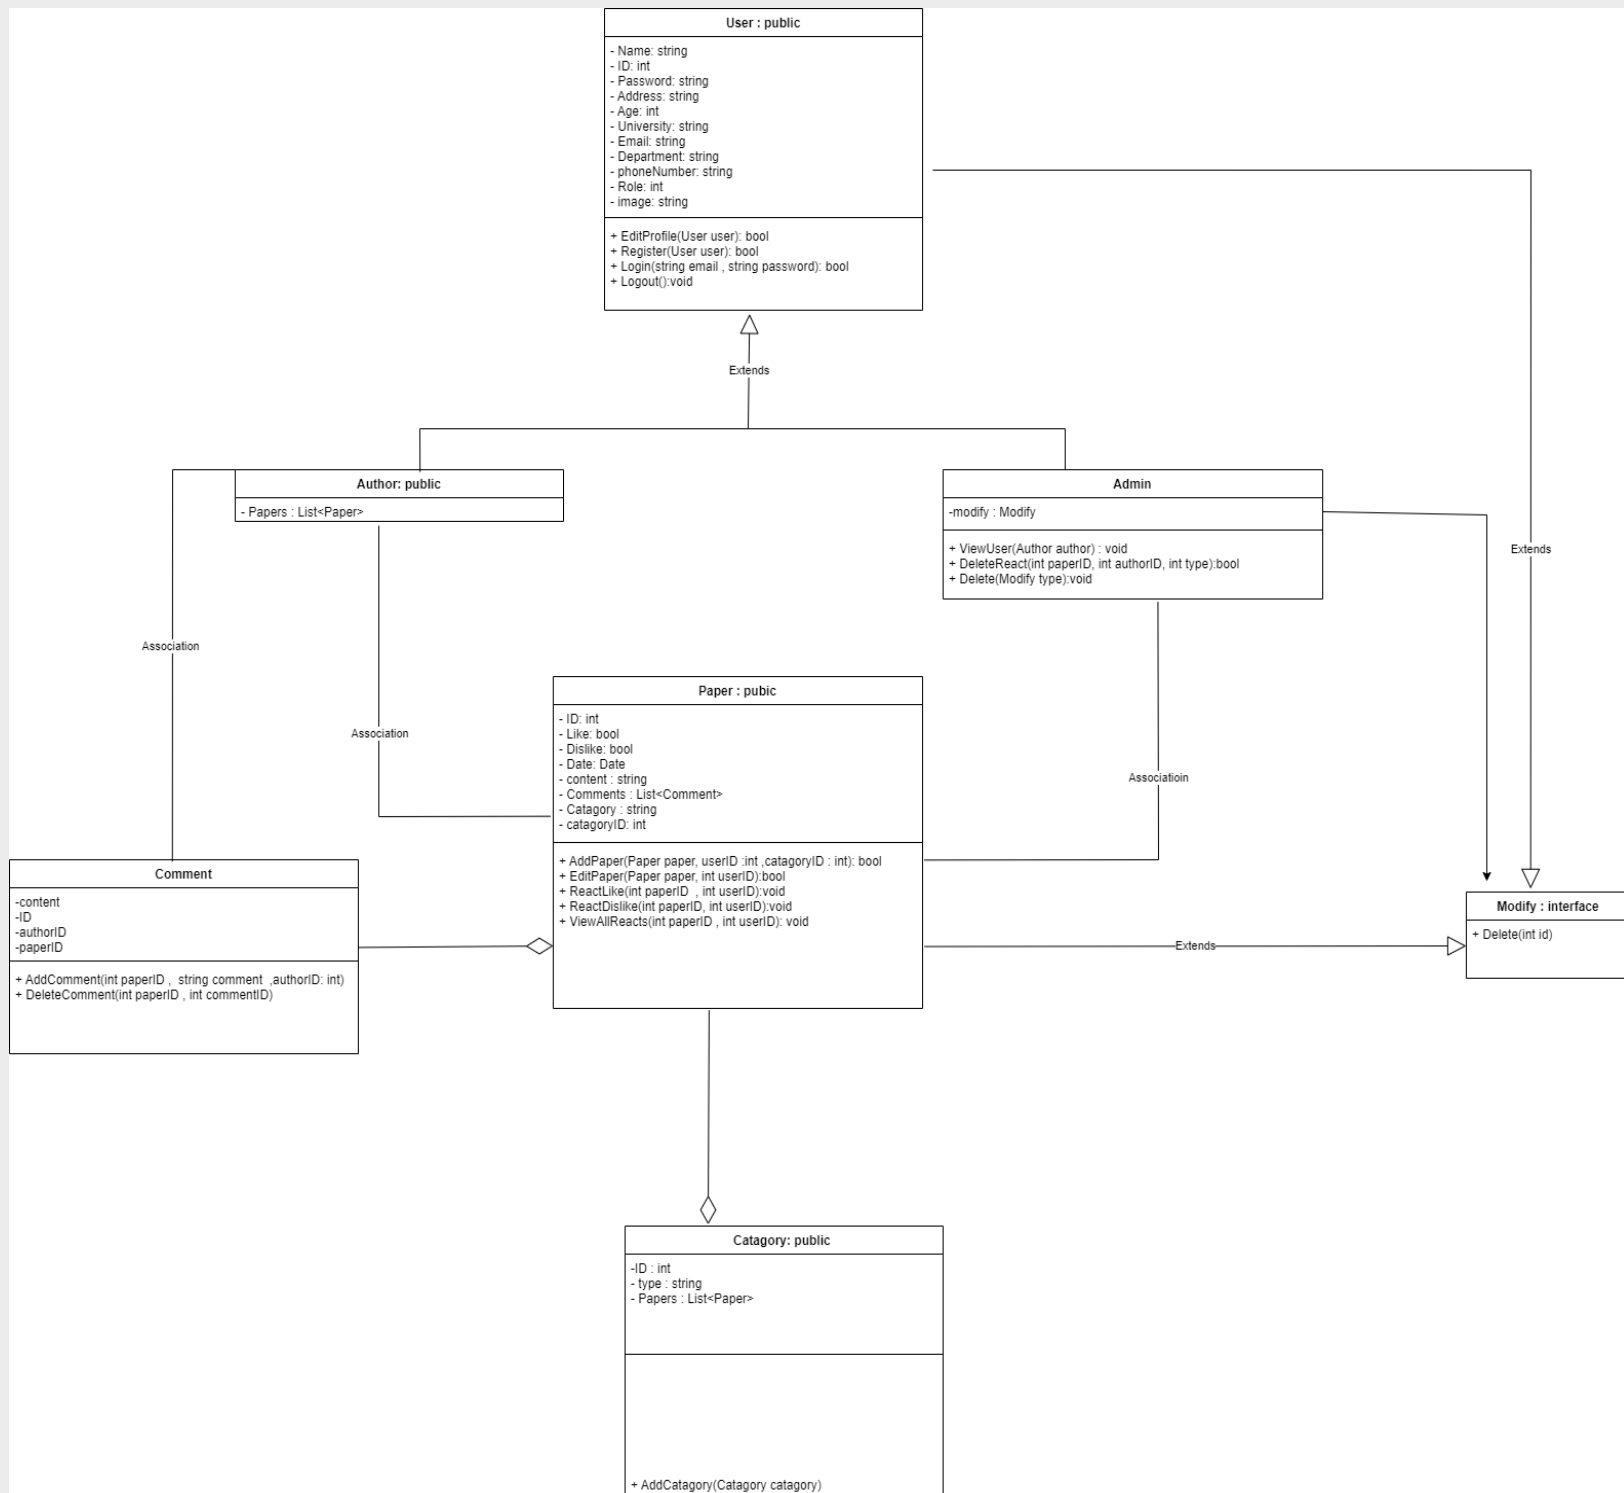 User : public
- Name: string
- ID: int
- Password: string
- Address: string
- Age: int
- University: string
- Email: string
- Department: string
- phoneNumber: string
- Role: int
- image: string
+ EditProfile(User user): bool
+ Register(User user): bool
+ Login(string email , string password): bool
+ Logout():void
Extends
Author: public
- Papers : List<Paper>
Admin
-modify : Modify
+ ViewUser(Author author) : void
+ DeleteReact(int paperID, int authorID, int type):bool
+ Delete(Modify type):void
Extends
Association
Association
Paper : pubic
- ID: int
- Like: bool
- Dislike: bool
- Date: Date
- content : string
- Comments : List<Comment>
- Catagory : string
- catagoryID: int
+ AddPaper(Paper paper, userID :int ,catagoryID : int): bool
+ EditPaper(Paper paper, int userID):bool
+ ReactLike(int paperID  , int userID):void
+ ReactDislike(int paperID, int userID):void
+ ViewAllReacts(int paperID , int userID): void
Associatioin
Comment
-content
-ID
-authorID
-paperID
+ AddComment(int paperID ,  string comment  ,authorID: int)
+ DeleteComment(int paperID , int commentID)
Extends
Modify : interface
+ Delete(int id)
Catagory: public
-ID : int
- type : string
- Papers : List<Paper>
+ AddCatagory(Catagory catagory)